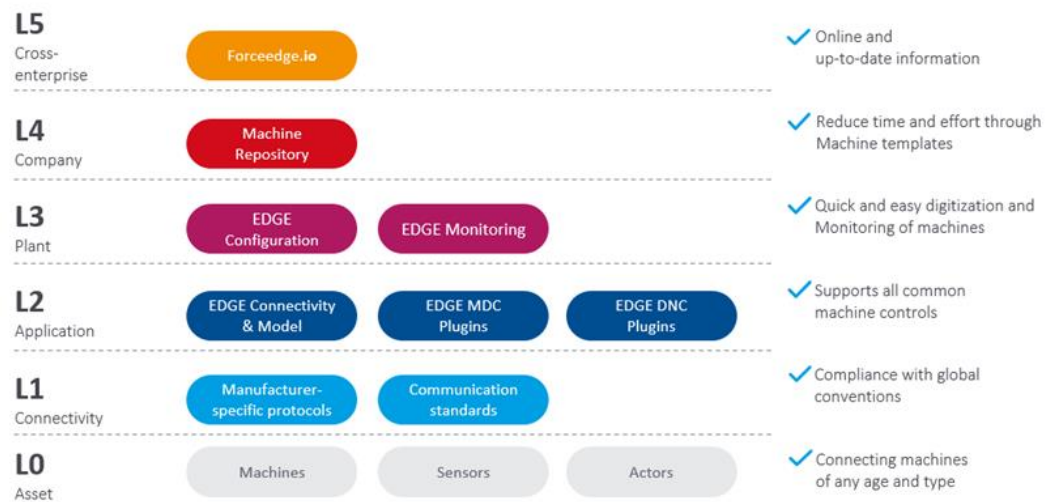 L5
Cross-
enterprise
Forceedge.io
Online and
up-to-date information
L4
Company
Machine
Repository
Reduce time and effort through
Machine templates
L3
Plant
EDGE
Configuration
EDGE Monitoring
Quick and easy digitization and
Monitoring of machines
L2
Application
EDGE Connectivity
& Model
EDGE MDC
Plugins
EDGE DNC
Plugins
Supports all common
machine controls
L1
Connectivity
Manufacturer-
specific protocols
Communication
standards
Compliance with global
conventions
L0
Asset
Machines
Sensors
Actors
Connecting machines
of any age and type